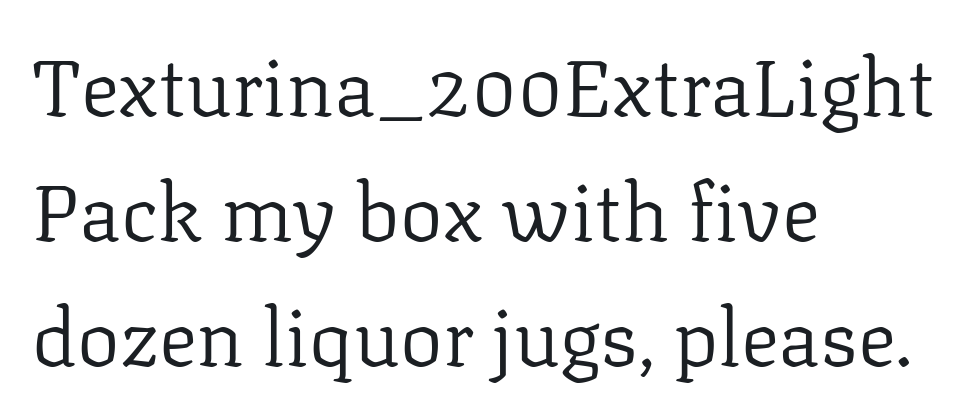 Texturina_200ExtraLight
Pack my box with five
dozen liquor jugs, please.